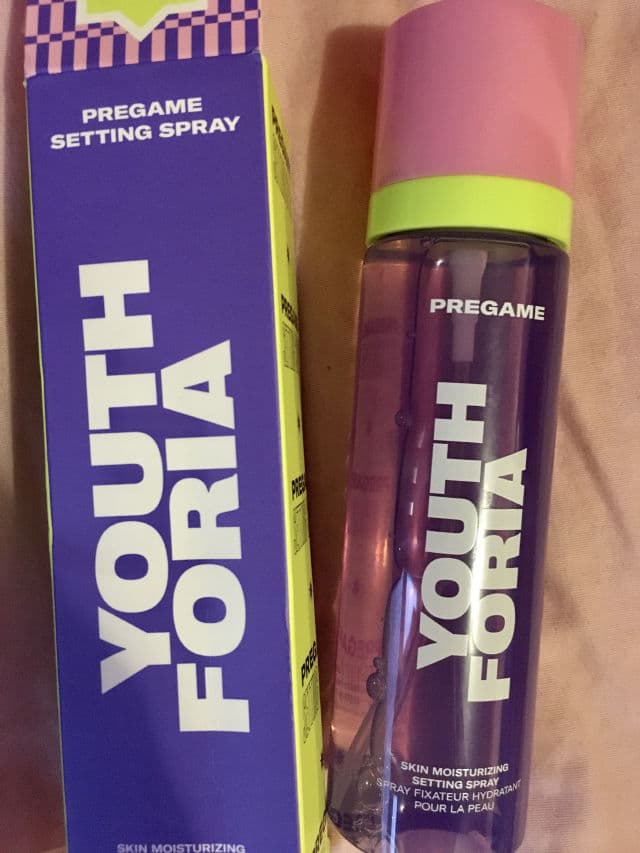 PREGAME
SETTING SPRAY
YOUTH
FORIA
SKIN MOISTURIZING
PREGAME
YOUTH
FORIA
SKIN MOISTURIZING
SETTING SPRAY
SPRAY FIXATEUR HYDRATANT
POUR LA PEAU